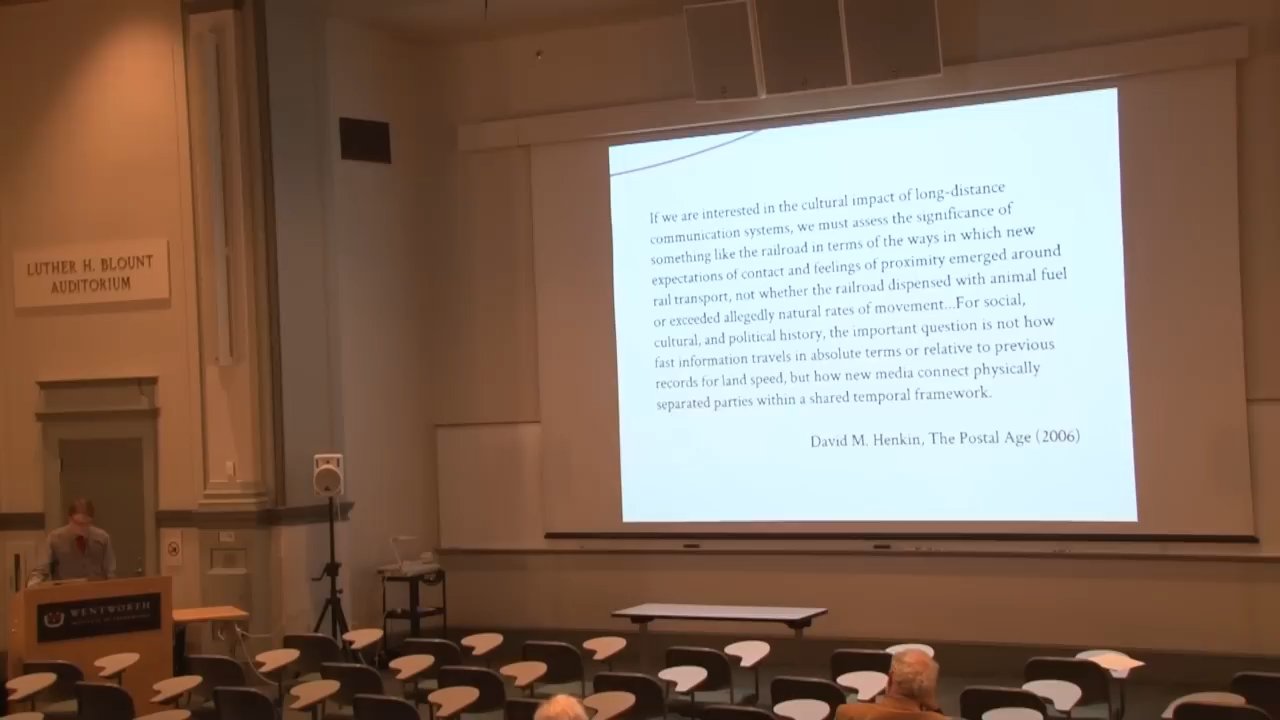 LUTHER H. BLOUNT
AUDITORIUM
If we are interested in the cultural impact of long-distance
communication systems, we must assess the significance of
something like the railroad in terms of the ways in which new
expectations of contact and feelings of proximity emerged around
rail transport, not whether the railroad dispensed with animal fuel
or exceeded allegedly natural rates of movement...For social,
cultural, and political history, the important question is not how
fast information travels in absolute terms or relative to previous
records for land speed, but how new media connect physically
separated parties within a shared temporal framework.
David M. Henkin, The Postal Age (2006)
WENTWORTH